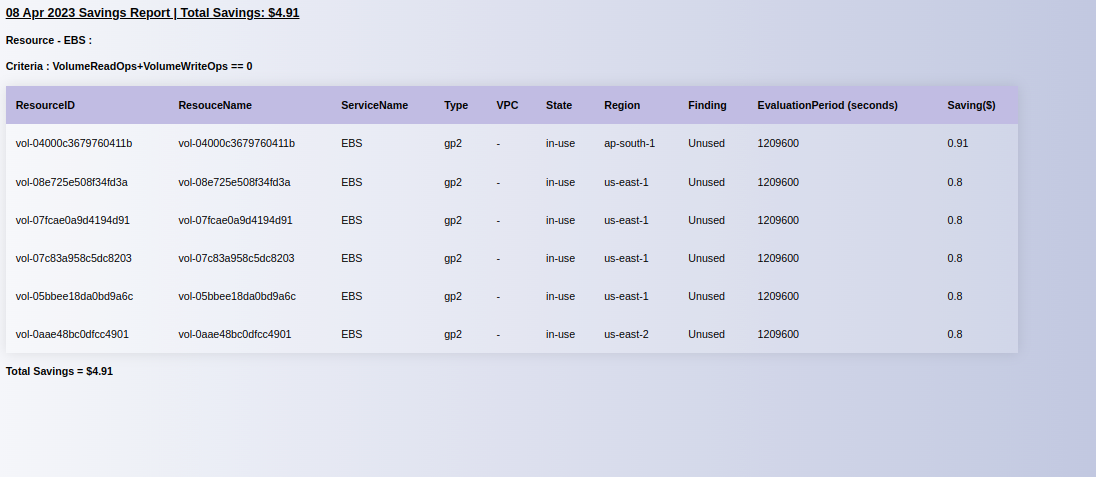 08 Apr 2023 Savings Report | Total Savings: $4.91
Resource - EBS :
Criteria : VolumeReadOps+VolumeWriteOps == 0
ResourceID ResouceName ServiceName Type VPC State Region Finding EvaluationPeriod (seconds) Saving($)
vol-04000c3679760411b vol-04000c3679760411b EBS gp2 - in-use ap-south-1 Unused 1209600 0.91
vol-08e725e508f34fd3a vol-08e725e508f34fd3a EBS gp2 - in-use us-east-1 Unused 1209600 0.8
vol-07fcae0a9d4194d91 vol-07fcae0a9d4194d91 EBS gp2 - in-use us-east-1 Unused 1209600 0.8
vol-07c83a958c5dc8203 vol-07c83a958c5dc8203 EBS gp2 - in-use us-east-1 Unused 1209600 0.8
vol-05bbee18da0bd9a6c vol-05bbee18da0bd9a6c EBS gp2 - in-use us-east-1 Unused 1209600 0.8
vol-0aae48bc0dfcc4901 vol-0aae48bc0dfcc4901 EBS gp2 - in-use us-east-2 Unused 1209600 0.8
Total Savings = $4.91